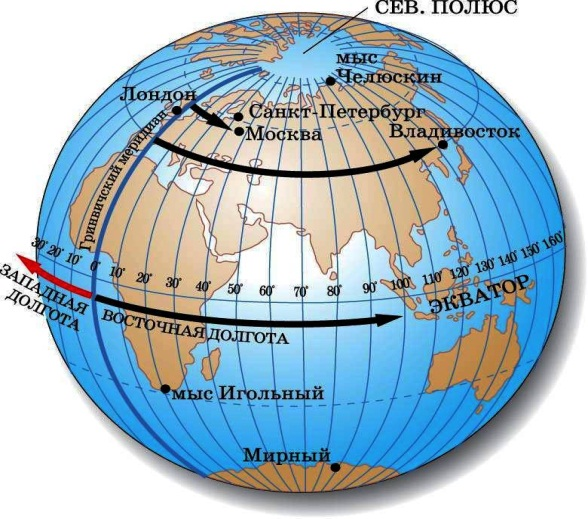 СЕВ. ПОЛЮС
мыс
Челюскин
Лондон
Санкт-Петербург
Москва
Владивосток
Гринвичский меридиан
30° 20° 10° 0° 10° 20° 30° 40° 50° 60° 70° 80° 90° 100° 110° 120° 130° 140° 150° 160°
ЗАПАДНАЯ
ДОЛГОТА
ВОСТОЧНАЯ ДОЛГОТА
ЭКВАТОР
мыс Игольный
Мирный